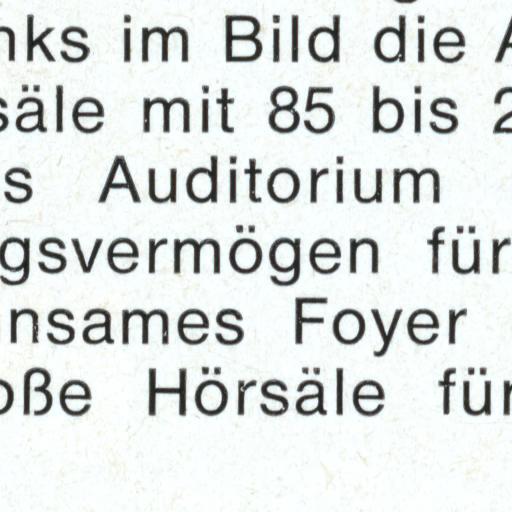 nks im Bild die A
säle mit 85 bis 2
s Auditorium
gsvermögen für
nsames Foyer
oße Hörsäle für